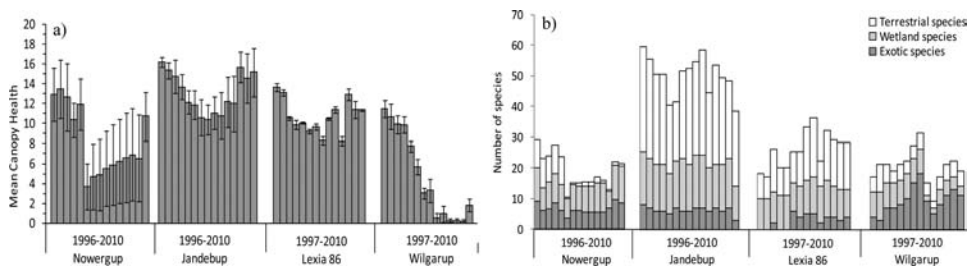 a)
Mean Canopy Health
20
18
16
14
12
10
8
6
4
2
0
1996-2010
1996-2010
1997-2010
1997-2010
Nowergup
Jandebup
Lexia 86
Wilgarup
b)
Number of species
70
60
50
40
30
20
10
0
Terrestrial species
Wetland species
Exotic species
1996-2010
1996-2010
1997-2010
1997-2010
Nowergup
Jandebup
Lexia 86
Wilgarup